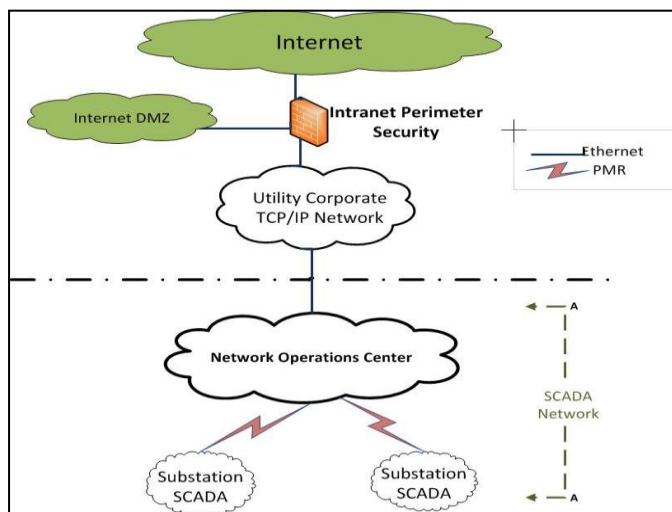 Internet
Internet DMZ
Intranet Perimeter
Security
Ethernet
PMR
Utility Corporate
TCP/IP Network
A
Network Operations Center
SCADA
Network
Substation
SCADA
Substation
SCADA
A